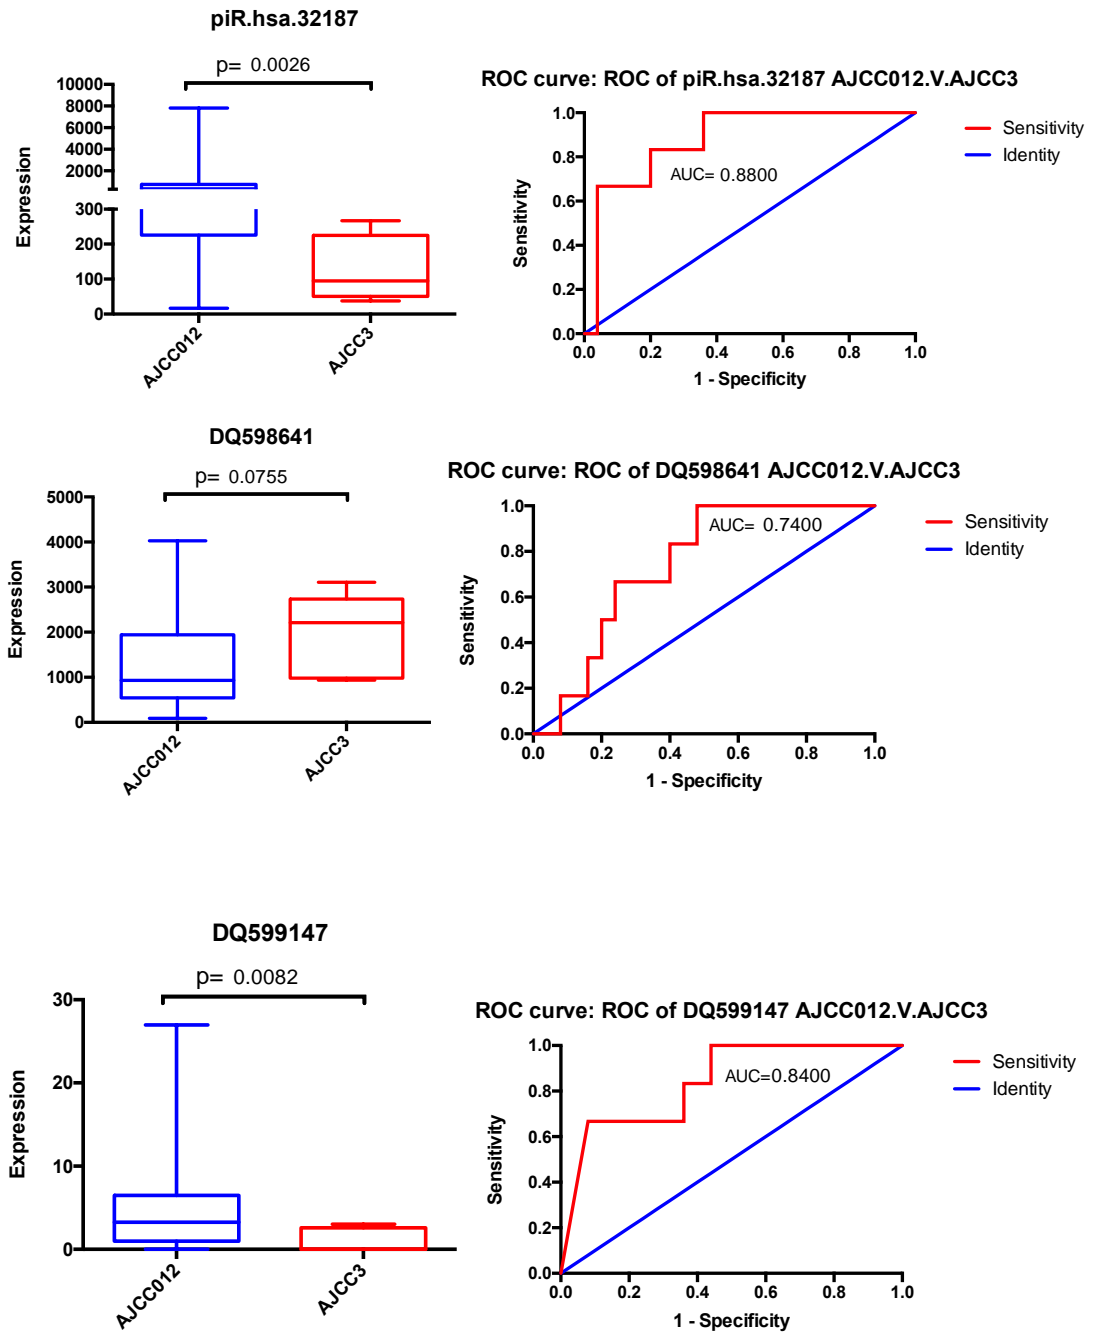 piR.hsa.32187
p= 0.0026
10000
8000
6000
4000
2000
300
200
100
0
Expression
AJCC012
AJCC3
ROC curve: ROC of piR.hsa.32187 AJCC012.V.AJCC3
1.0
0.8
0.6
0.4
0.2
0.0
Sensitivity
AUC= 0.8800
0.0 0.2 0.4 0.6 0.8 1.0
1 - Specificity
Sensitivity
Identity
DQ598641
p= 0.0755
5000
4000
3000
2000
1000
0
Expression
AJCC012
AJCC3
ROC curve: ROC of DQ598641 AJCC012.V.AJCC3
1.0
0.8
0.6
0.4
0.2
0.0
Sensitivity
AUC= 0.7400
0.0 0.2 0.4 0.6 0.8 1.0
1 - Specificity
Sensitivity
Identity
DQ599147
p= 0.0082
30
20
10
0
Expression
AJCC012
AJCC3
ROC curve: ROC of DQ599147 AJCC012.V.AJCC3
1.0
0.8
0.6
0.4
0.2
0.0
Sensitivity
AUC=0.8400
0.0 0.2 0.4 0.6 0.8 1.0
1 - Specificity
Sensitivity
Identity